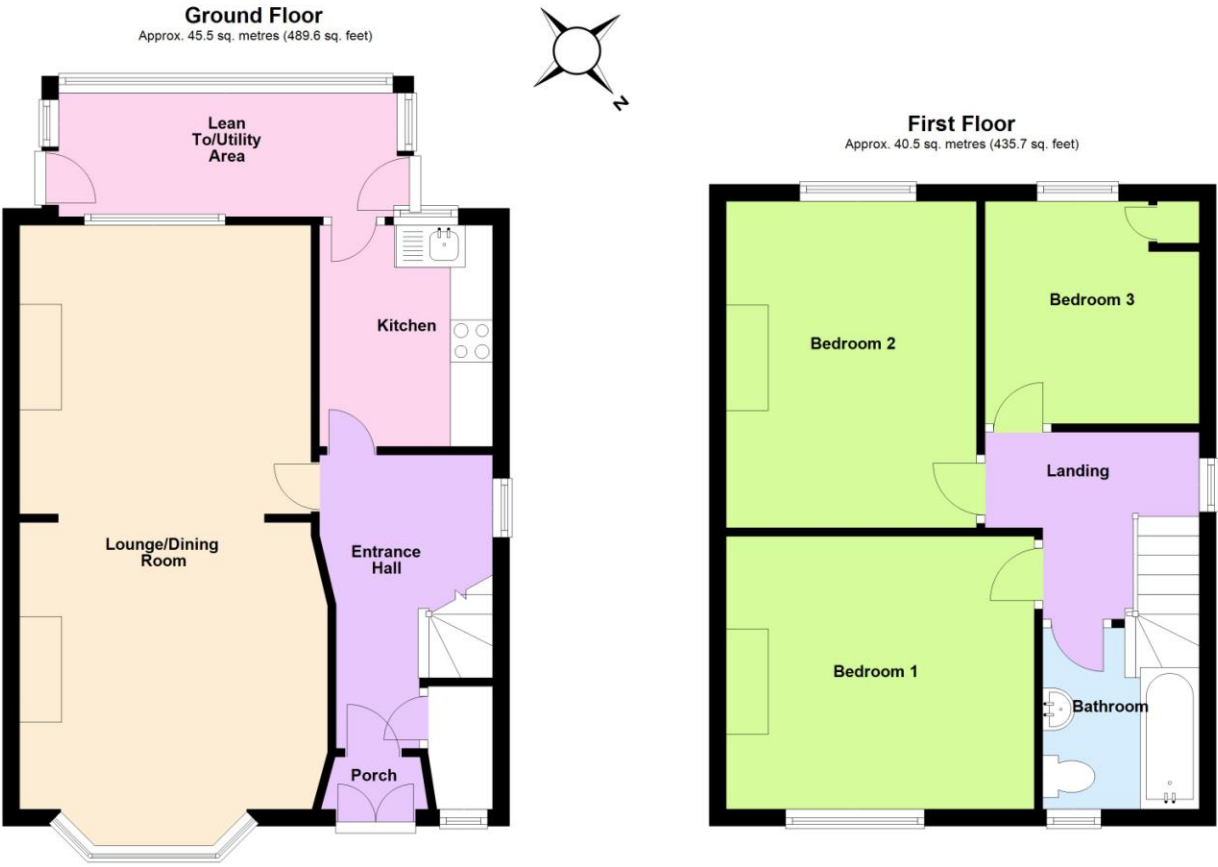 Ground Floor
Approx. 45.5 sq. metres (489.6 sq. feet)
N
Lean
To/Utility
Area
Kitchen
Lounge/Dining
Room
Entrance
Hall
Porch
First Floor
Approx. 40.5 sq. metres (435.7 sq. feet)
Bedroom 2
Bedroom 3
Landing
Bedroom 1
Bathroom